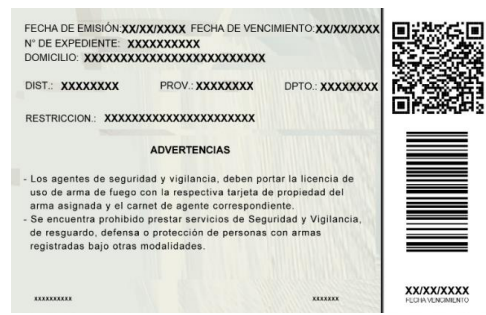 FECHA DE EMISIÓN:XX/XX/XXXX FECHA DE VENCIMIENTO:XX/XX/XXXX
N° DE EXPEDIENTE: XXXXXXXXXX
DOMICILIO: XXXXXXXXXXXXXXXXXXXXXXXXXX
DIST.: XXXXXXXX PROV.: XXXXXXXX DPTO.: XXXXXXXX
RESTRICCION.: XXXXXXXXXXXXXXXXXXXXXX
ADVERTENCIAS
- Los agentes de seguridad y vigilancia, deben portar la licencia de
uso de arma de fuego con la respectiva tarjeta de propiedad del
arma asignada y el carnet de agente correspondiente.
- Se encuentra prohibido prestar servicios de Seguridad y Vigilancia,
de resguardo, defensa o protección de personas con armas
registradas bajo otras modalidades.
xxxxxxxxxx xxxxxxx
XX/XX/XXXX
FECHA VENCIMIENTO